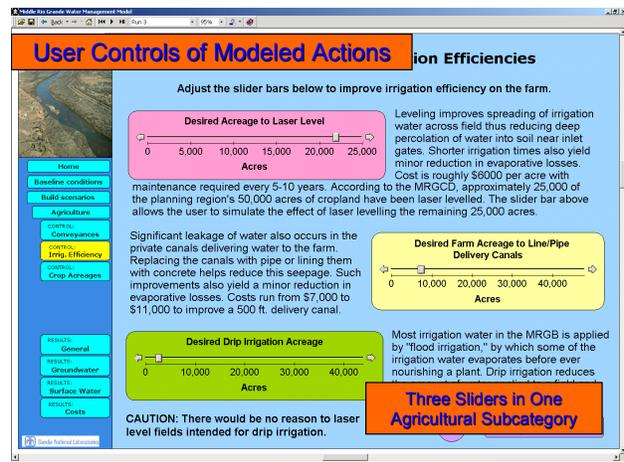 Middle Rio Grande Water Management Model
Back
Run 3
95%
User Controls of Modeled Actions
ion Efficiencies
Adjust the slider bars below to improve irrigation efficiency on the farm.
Desired Acreage to Laser Level
0 5,000 10,000 15,000 20,000 25,000
Acres
Leveling improves spreading of irrigation
water across field thus reducing deep
percolation of water into soil near inlet
gates. Shorter irrigation times also yield
minor reduction in evaporative losses.
Cost is roughly $6000 per acre with
maintenance required every 5-10 years. According to the MRGCD, approximately 25,000 of
the planning region's 50,000 acres of cropland have been laser levelled. The slider bar above
allows the user to simulate the effect of laser levelling the remaining 25,000 acres.
Home
Baseline conditions
Build scenarios
Agriculture
CONTROL:
Conveyances
CONTROL:
Irrig. Efficiency
CONTROL:
Crop Acreages
Significant leakage of water also occurs in the
private canals delivering water to the farm.
Replacing the canals with pipe or lining them
with concrete helps reduce this seepage. Such
improvements also yield a minor reduction in
evaporative losses. Costs run from $7,000 to
$11,000 to improve a 500 ft. delivery canal.
Desired Farm Acreage to Line/Pipe
Delivery Canals
0 10,000 20,000 30,000 40,000
Acres
RESULTS:
General
RESULTS:
Groundwater
RESULTS:
Surface Water
RESULTS:
Costs
Desired Drip Irrigation Acreage
0 10,000 20,000 30,000 40,000
Acres
Most irrigation water in the MRGB is applied
by "flood irrigation," by which some of the
irrigation water evaporates before ever
nourishing a plant. Drip irrigation reduces
Three Sliders in One
Agricultural Subcategory
CAUTION: There would be no reason to laser
level fields intended for drip irrigation.
Sandia National Laboratories